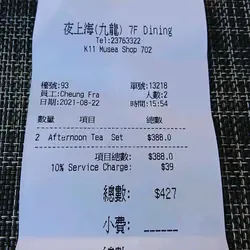 夜上海(九龍) 7F Dining
Tel:23763322
K11 Musea Shop 702
檯號:93 單號:13218
員工:Cheung Fra 人數:2
日期:2021-08-22 時間:15:54
數量 項目 總數
2 Afternoon Tea Set $388.0
項目總數: $388.0
10% Service Charge: $39
總數: $427
小費: ______